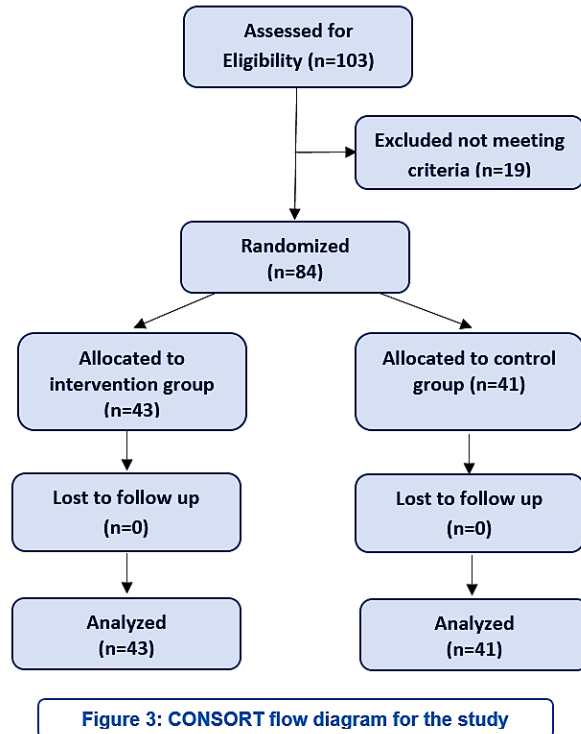 Assessed for
Eligibility (n=103)
Excluded not meeting
criteria (n=19)
Randomized
(n=84)
Allocated to
intervention group
(n=43)
Allocated to control
group (n=41)
Lost to follow up
(n=0)
Lost to follow up
(n=0)
Analyzed
(n=43)
Analyzed
(n=41)
Figure 3: CONSORT flow diagram for the study